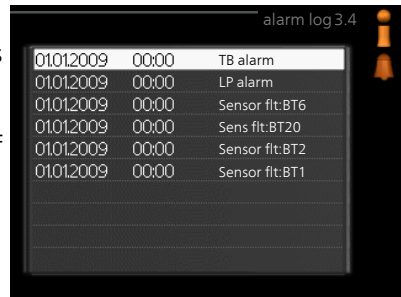 alarm log 3.4
01.01.2009 00:00 TB alarm
01.01.2009 00:00 LP alarm
01.01.2009 00:00 Sensor flt:BT6
01.01.2009 00:00 Sens flt:BT20
01.01.2009 00:00 Sensor flt:BT2
01.01.2009 00:00 Sensor flt:BT1